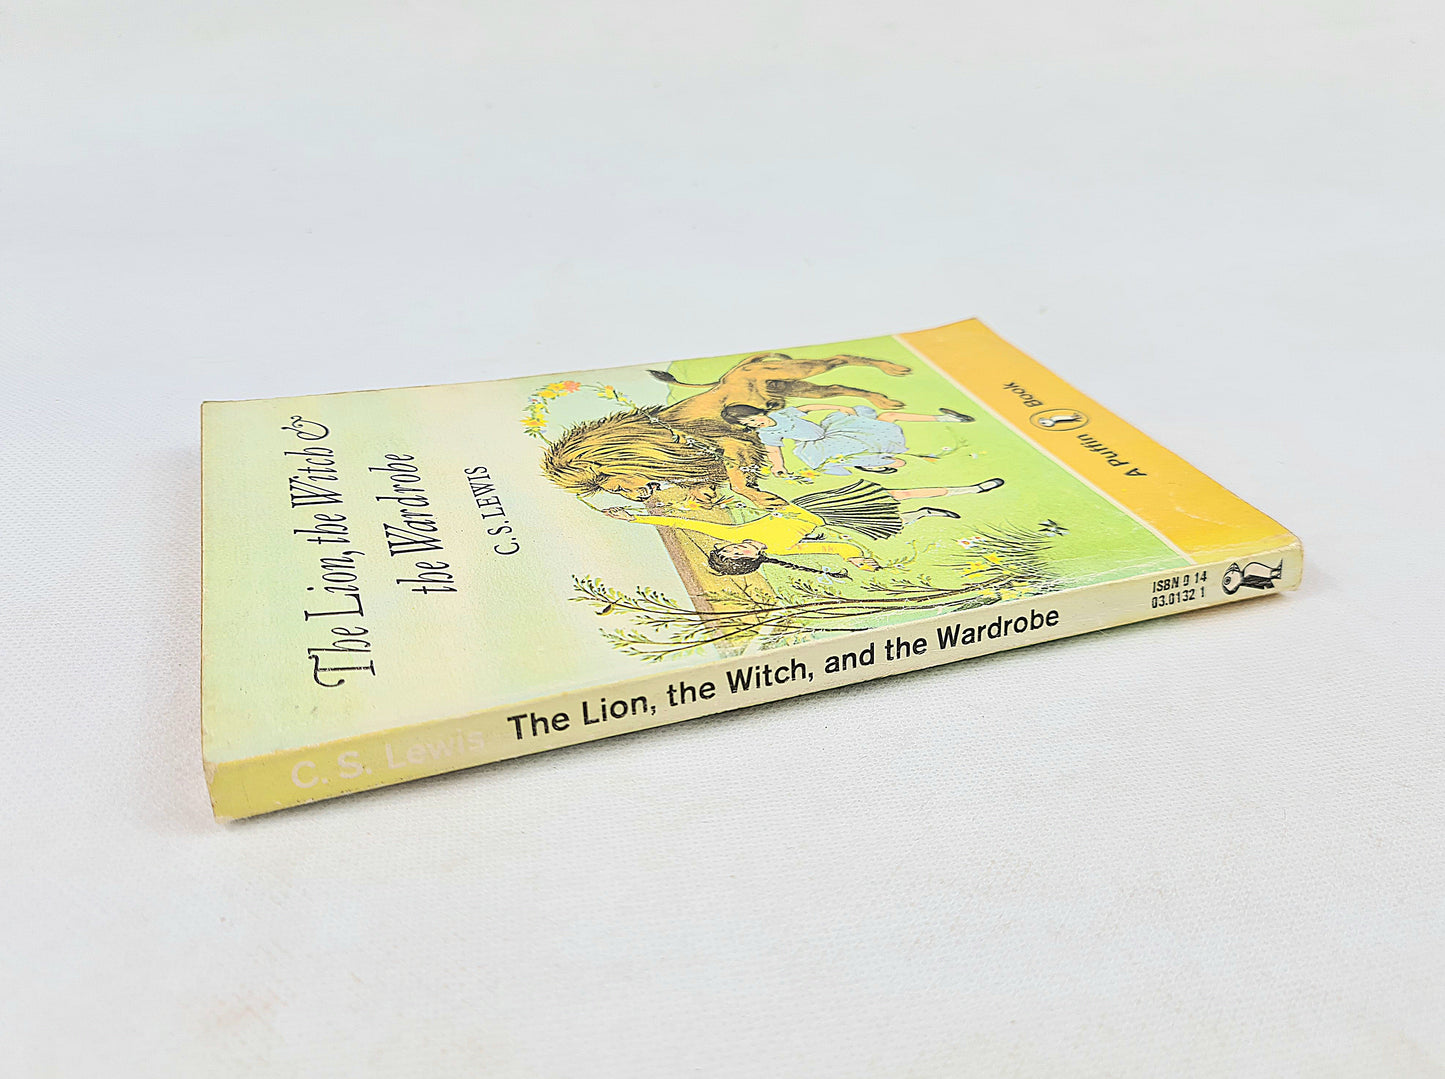 The Lion, the Witch &
the Wardrobe
C. S. LEWIS
A Puffin Book
C. S. Lewis The Lion, the Witch, and the Wardrobe
ISBN 0 14
03.0132 1